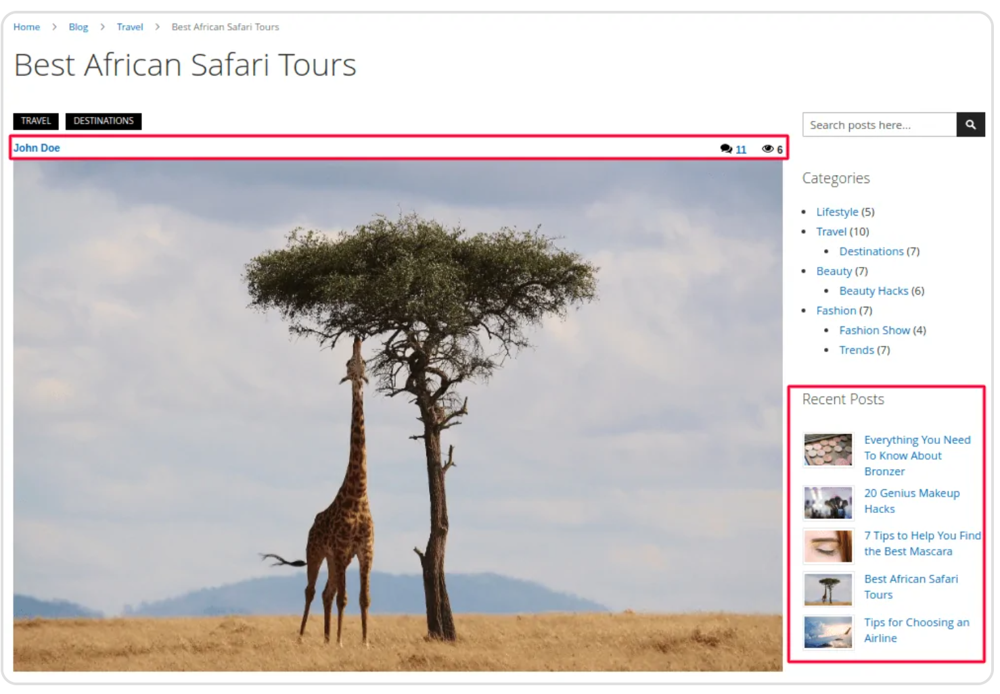 Home > Blog > Travel > Best African Safari Tours
Best African Safari Tours
TRAVEL DESTINATIONS
John Doe 11 6
Search posts here...
Categories
Lifestyle (5)
Travel (10)
Destinations (7)
Beauty (7)
Beauty Hacks (6)
Fashion (7)
Fashion Show (4)
Trends (7)
Recent Posts
Everything You Need
To Know About
Bronzer
20 Genius Makeup
Hacks
7 Tips to Help You Find
the Best Mascara
Best African Safari
Tours
Tips for Choosing an
Airline